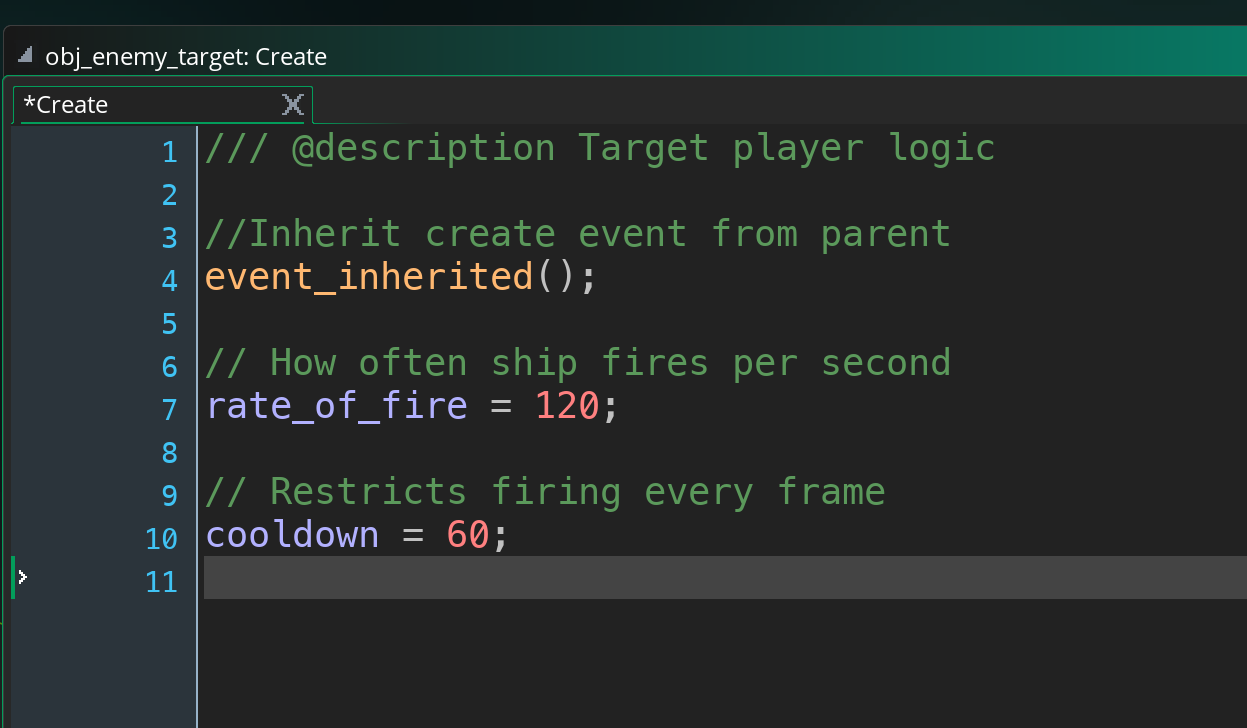 obj_enemy_target: Create
*Create
1 /// @description Target player logic
2
3 //Inherit create event from parent
4 event_inherited();
5
6 // How often ship fires per second
7 rate_of_fire = 120;
8
9 // Restricts firing every frame
10 cooldown = 60;
11